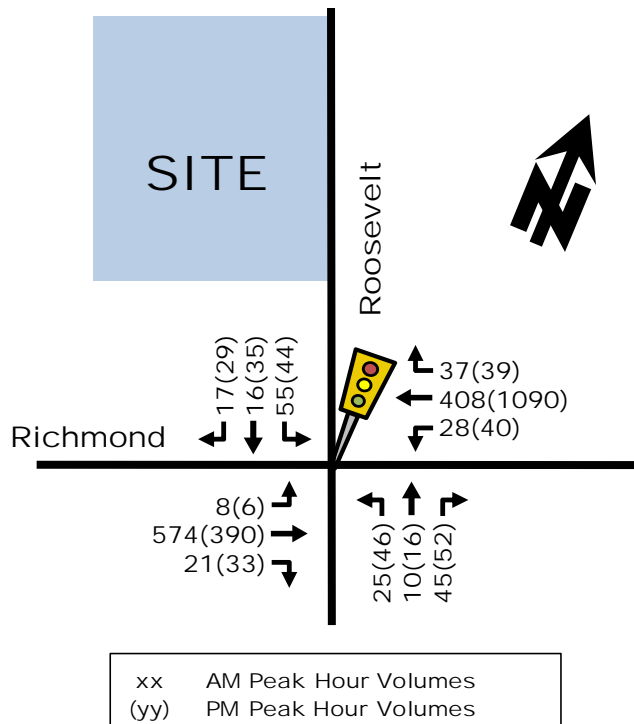 SITE
Roosevelt
17(29)
16(35)
55(44)
37(39)
408(1090)
28(40)
Richmond
8(6)
574(390)
21(33)
25(46)
10(16)
45(52)
xx AM Peak Hour Volumes
(yy) PM Peak Hour Volumes